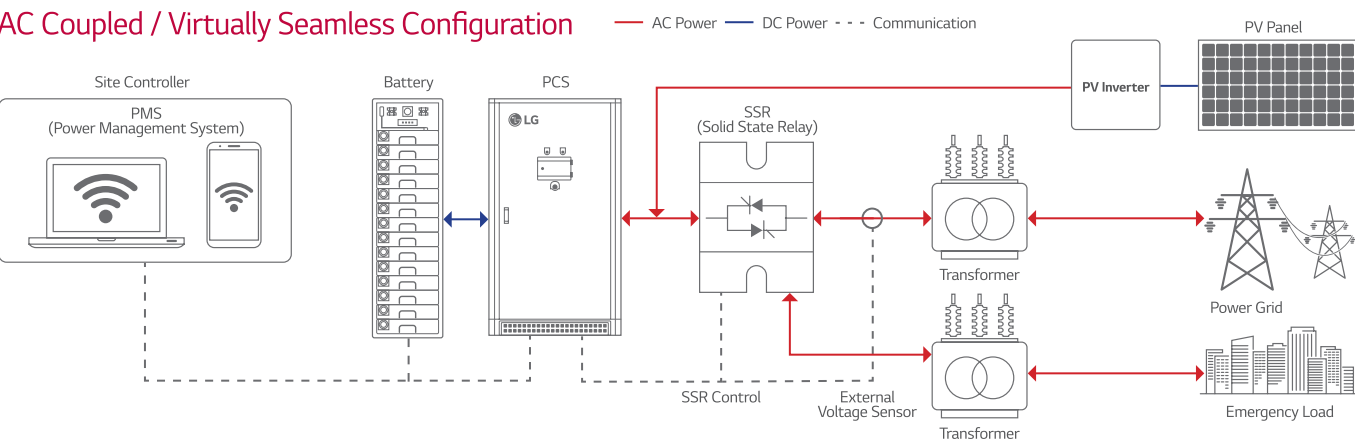 AC Coupled / Virtually Seamless Configuration
AC Power
DC Power
Communication
PV Panel
Site Controller
Battery
PCS
PV Inverter
PMS
(Power Management System)
LG
SSR
(Solid State Relay)
Transformer
Power Grid
SSR Control
External
Voltage Sensor
Emergency Load
Transformer